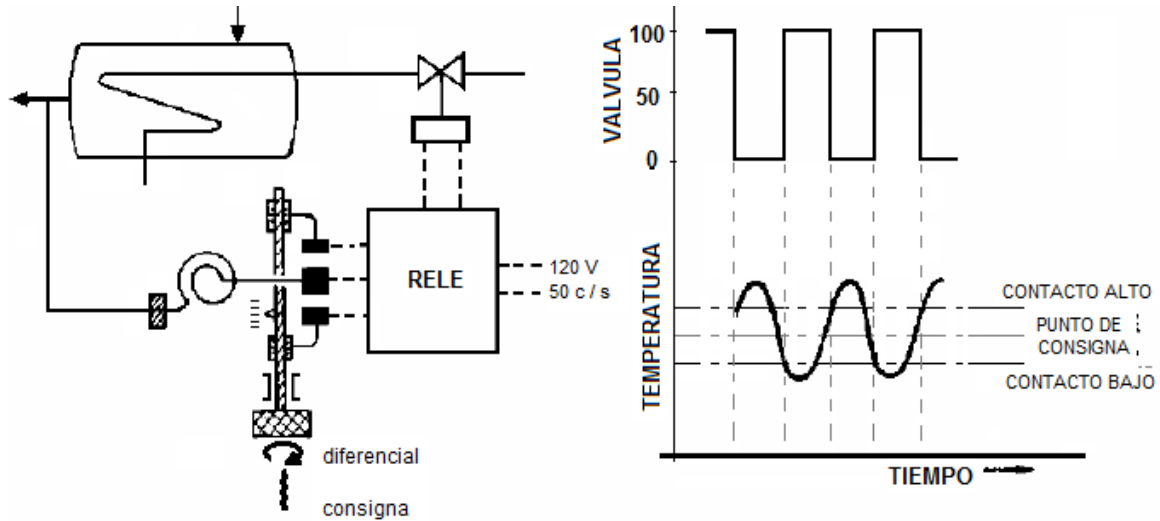 RELE
120 V
50 c / s
diferencial
consigna
VALVULA
100
50
0
TEMPERATURA
CONTACTO ALTO
PUNTO DE
CONSIGNA
CONTACTO BAJO
TIEMPO